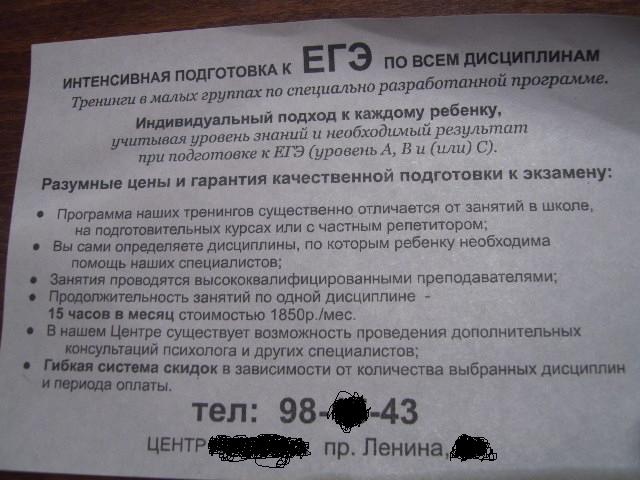 ИНТЕНСИВНАЯ ПОДГОТОВКА К ЕГЭ ПО ВСЕМ ДИСЦИПЛИНАМ
Тренинги в малых группах по специально разработанной программе.
Индивидуальный подход к каждому ребенку,
учитывая уровень знаний и необходимый результат
при подготовке к ЕГЭ (уровень А, В и (или) С).
Разумные цены и гарантия качественной подготовки к экзамену:
• Программа наших тренингов существенно отличается от занятий в школе,
на подготовительных курсах или с частным репетитором;
• Вы сами определяете дисциплины, по которым ребенку необходима
помощь наших специалистов;
• Занятия проводятся высококвалифицированными преподавателями;
• Продолжительность занятий по одной дисциплине -
15 часов в месяц стоимостью 1850р./мес.
• В нашем Центре существует возможность проведения дополнительных
консультаций психолога и других специалистов;
• Гибкая система скидок в зависимости от количества выбранных дисциплин
и периода оплаты.
тел: 98- -43
ЦЕНТР пр. Ленина,